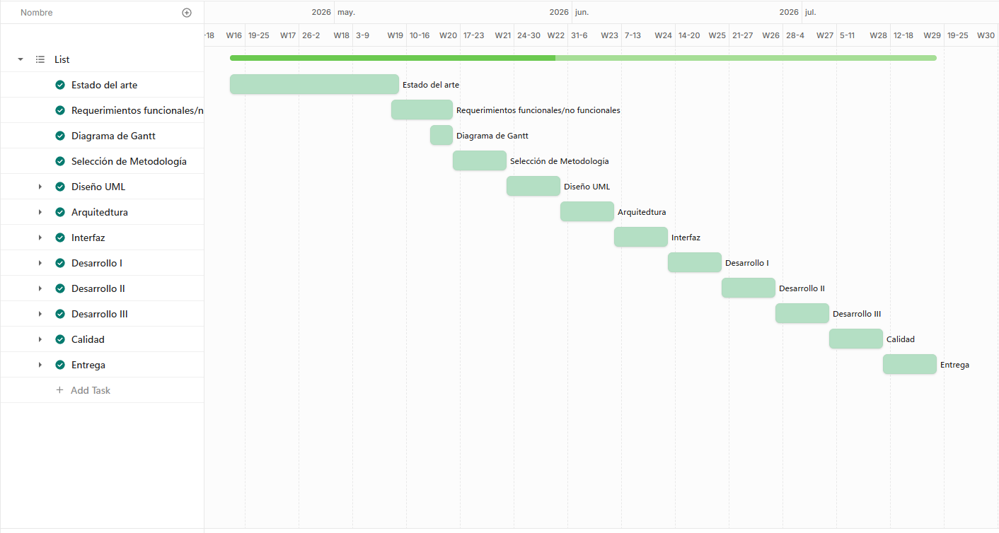 Nombre
2026 may. 2026 jun. 2026 jul.
-18 W16 19-25 W17 26-2 W18 3-9 W19 10-16 W20 17-23 W21 24-30 W22 31-6 W23 7-13 W24 14-20 W25 21-27 W26 28-4 W27 5-11 W28 12-18 W29 19-25 W30
List
Estado del arte Estado del arte
Requerimientos funcionales/n Requerimientos funcionales/no funcionales
Diagrama de Gantt Diagrama de Gantt
Selección de Metodología Selección de Metodología
Diseño UML Diseño UML
Arquitedtura Arquitedtura
Interfaz Interfaz
Desarrollo I Desarrollo I
Desarrollo II Desarrollo II
Desarrollo III Desarrollo III
Calidad Calidad
Entrega Entrega
+ Add Task